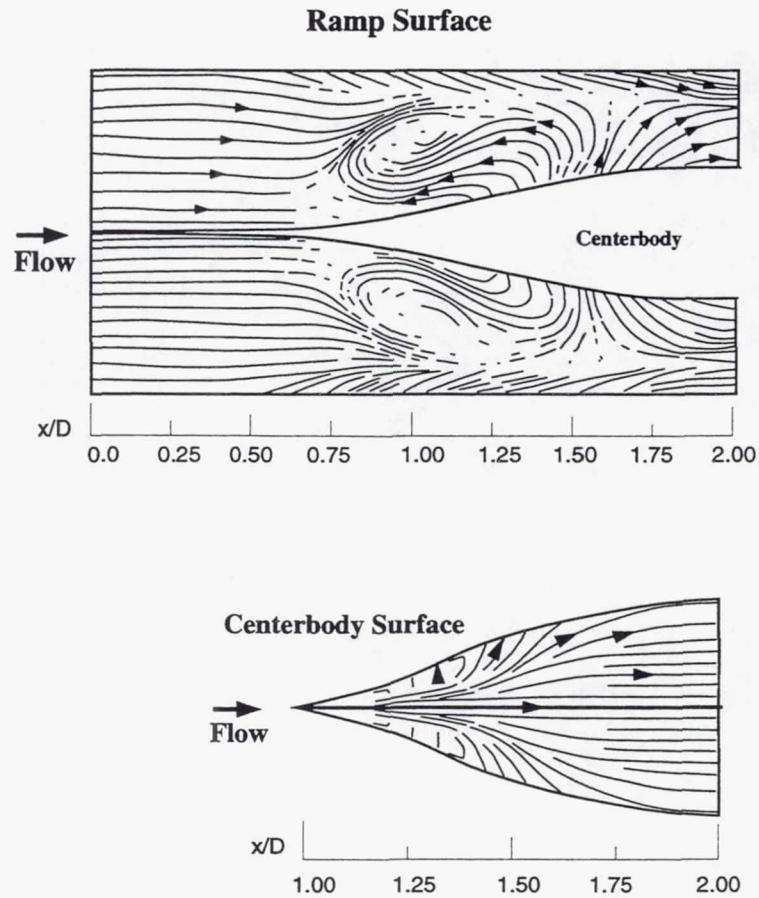 Ramp Surface
Flow
Centerbody
x/D
0.0 0.25 0.50 0.75 1.00 1.25 1.50 1.75 2.00
Centerbody Surface
Flow
x/D
1.00 1.25 1.50 1.75 2.00